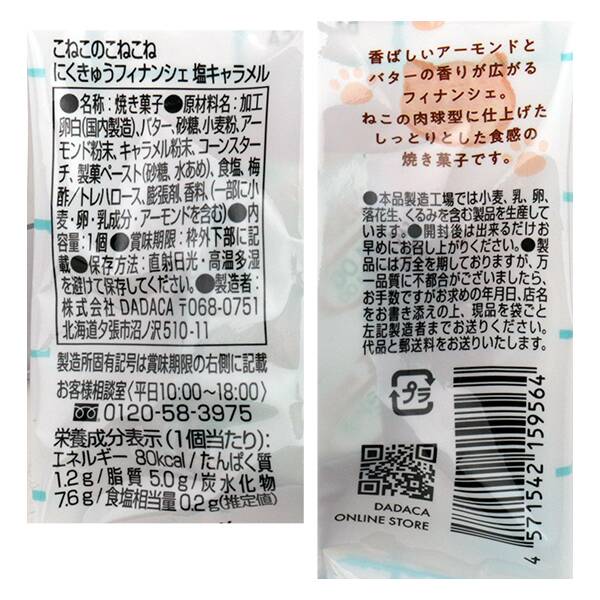 こねこのこねこね
にくきゅうフィナンシェ 塩キャラメル
●名称：焼き菓子●原材料名：加工
卵白(国内製造)、バター、砂糖、小麦粉、アー
モンド粉末、キャラメル粉末、コーンスター
チ、製菓ペースト(砂糖、水あめ)、食塩、梅
酢/トレハロース、膨張剤、香料、(一部に小
麦・卵・乳成分・アーモンドを含む)●内
容量：1個●賞味期限：枠外下部に記
載●保存方法：直射日光・高温多湿
を避けて保存してください。●製造者：
株式会社 DADACA 〒068-0751
北海道夕張市沼ノ沢510-11
製造所固有記号は賞味期限の右側に記載
お客様相談室〈平日10:00～18:00〉
0120-58-3975
栄養成分表示(1個当たり)：
エネルギー 80kcal/たんぱく質
1.2g/脂質 5.0g/炭水化物
7.6g/食塩相当量 0.2g(推定値)
香ばしいアーモンドと
バターの香りが広がる
フィナンシェ。
ねこの肉球型に仕上げた
しっとりとした食感の
焼き菓子です。
●本品製造工場では小麦、乳、卵、
落花生、くるみを含む製品を生産して
います。●開封後は出来るだけお
早めにお召し上がりください。●製
品には万全を期しておりますが、万
一品質に不都合がございましたら、
お手数ですがお求めの年月日、店名
をお書き添えの上、現品を袋ごと
左記製造者までお送りください。
代品と郵送料をお送りいたします。
プラ
DADACA
ONLINE STORE
4 571542 159564